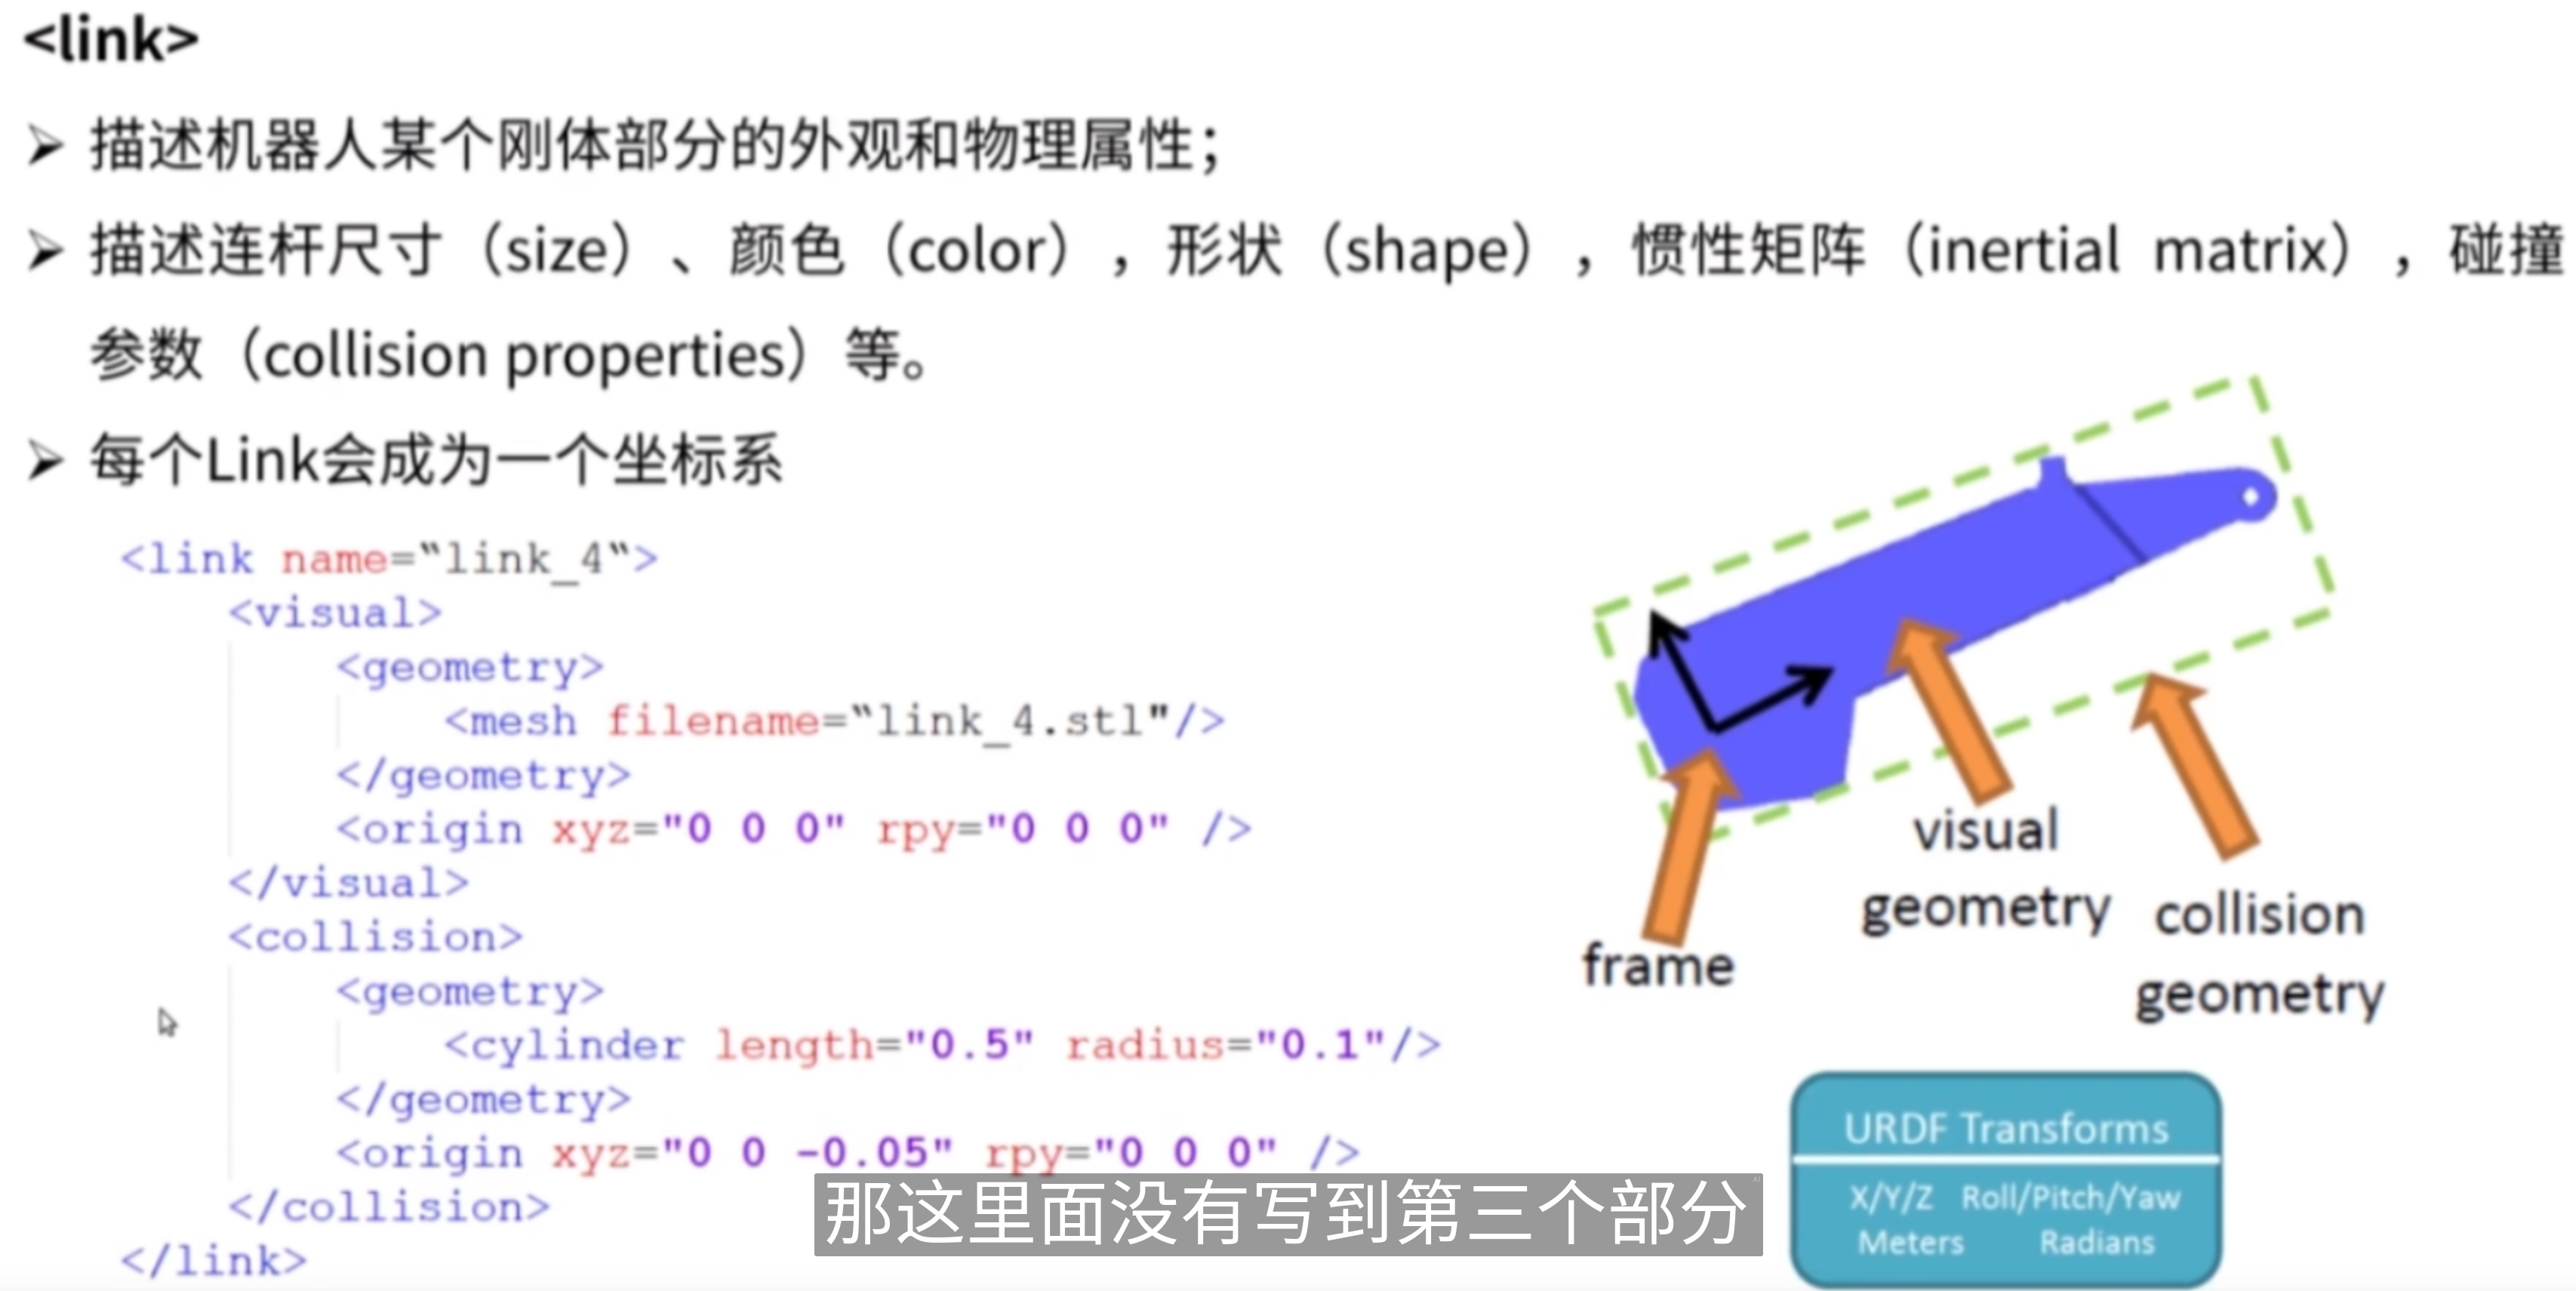 <link>
➢ 描述机器人某个刚体部分的外观和物理属性；
➢ 描述连杆尺寸（size）、颜色（color），形状（shape），惯性矩阵（inertial matrix），碰撞
参数（collision properties）等。
➢ 每个Link会成为一个坐标系
<link name=“link_4“>
<visual>
<geometry>
<mesh filename=“link_4.stl"/>
</geometry>
<origin xyz="0 0 0" rpy="0 0 0" />
</visual>
<collision>
<geometry>
<cylinder length="0.5" radius="0.1"/>
</geometry>
<origin xyz="0 0 -0.05" rpy="0 0 0" />
</collision>
</link>
frame
visual
geometry
collision
geometry
URDF Transforms
X/Y/Z Roll/Pitch/Yaw
Meters Radians
那这里面没有写到第三个部分